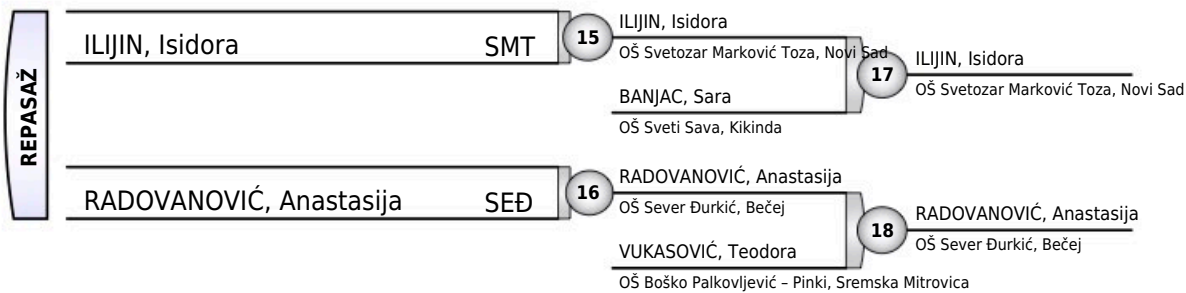 REPASAŽ
ILIJIN, Isidora SMT
15
ILIJIN, Isidora
OŠ Svetozar Marković Toza, Novi Sad
BANJAC, Sara
OŠ Sveti Sava, Kikinda
17
ILIJIN, Isidora
OŠ Svetozar Marković Toza, Novi Sad
RADOVANOVIĆ, Anastasija SEĐ
16
RADOVANOVIĆ, Anastasija
OŠ Sever Đurkić, Bečej
VUKASOVIĆ, Teodora
OŠ Boško Palkovljević – Pinki, Sremska Mitrovica
18
RADOVANOVIĆ, Anastasija
OŠ Sever Đurkić, Bečej